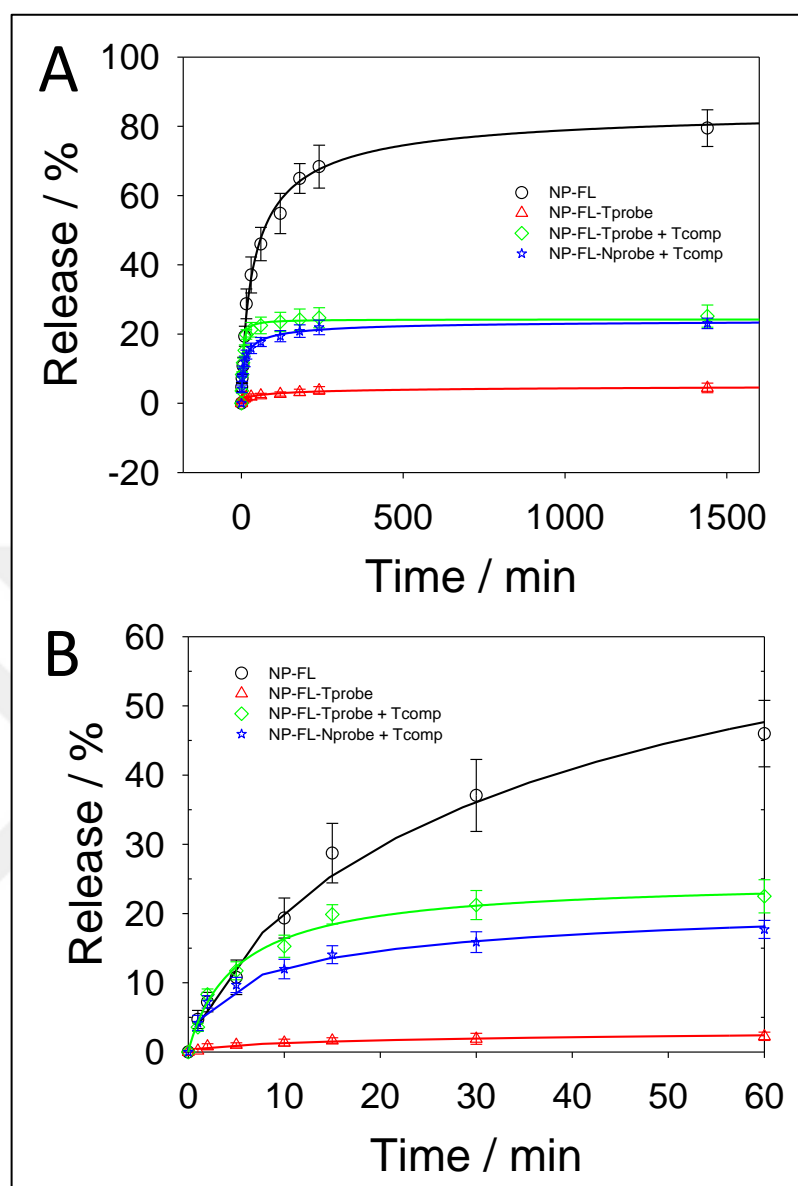 A
100
80
60
40
20
0
-20
Release / %
NP-FL
NP-FL-Tprobe
NP-FL-Tprobe + Tcomp
NP-FL-Nprobe + Tcomp
0 500 1000 1500
Time / min
B
60
50
40
30
20
10
0
Release / %
NP-FL
NP-FL-Tprobe
NP-FL-Tprobe + Tcomp
NP-FL-Nprobe + Tcomp
0 10 20 30 40 50 60
Time / min